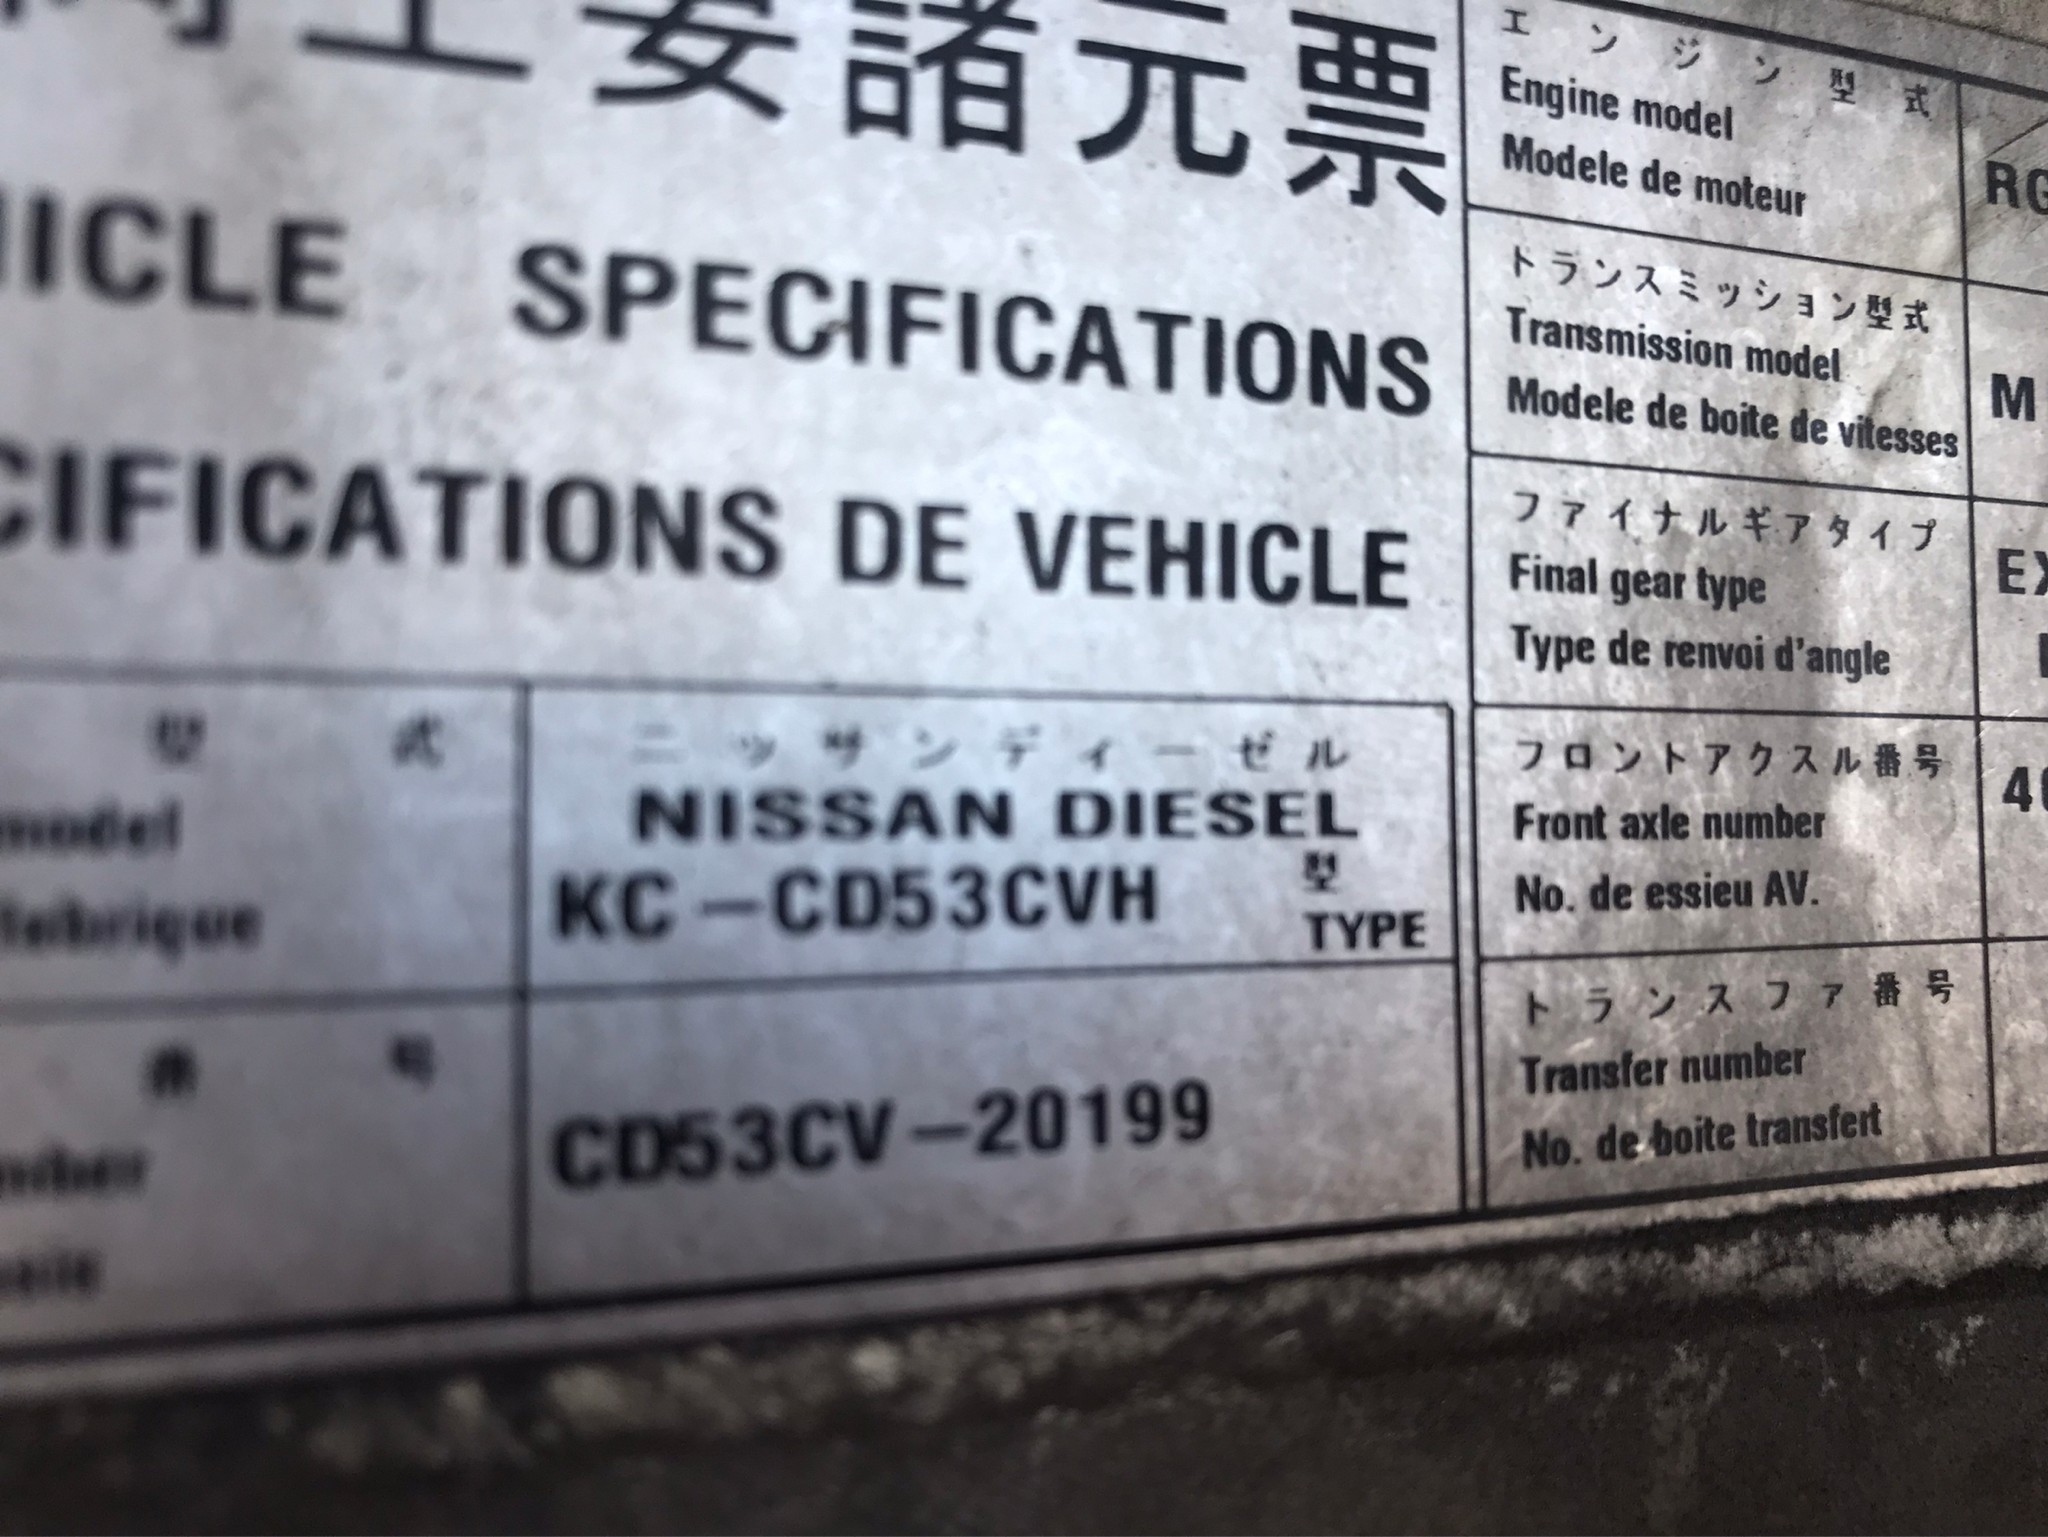 主要諸元票
SPECIFICATIONS
DE VEHICLE
型式
model
fabrique
ニッサンディーゼル
NISSAN DIESEL
KC-CD53CVH 型
TYPE
番号
CD53CV-20199
エンジン型式
Engine model
Modele de moteur
トランスミッション型式
Transmission model
Modele de boite de vitesses
M
ファイナルギアタイプ
Final gear type
Type de renvoi d'angle
フロントアクスル番号
Front axle number
No. de essieu AV.
トランスファ番号
Transfer number
No. de boite transfert